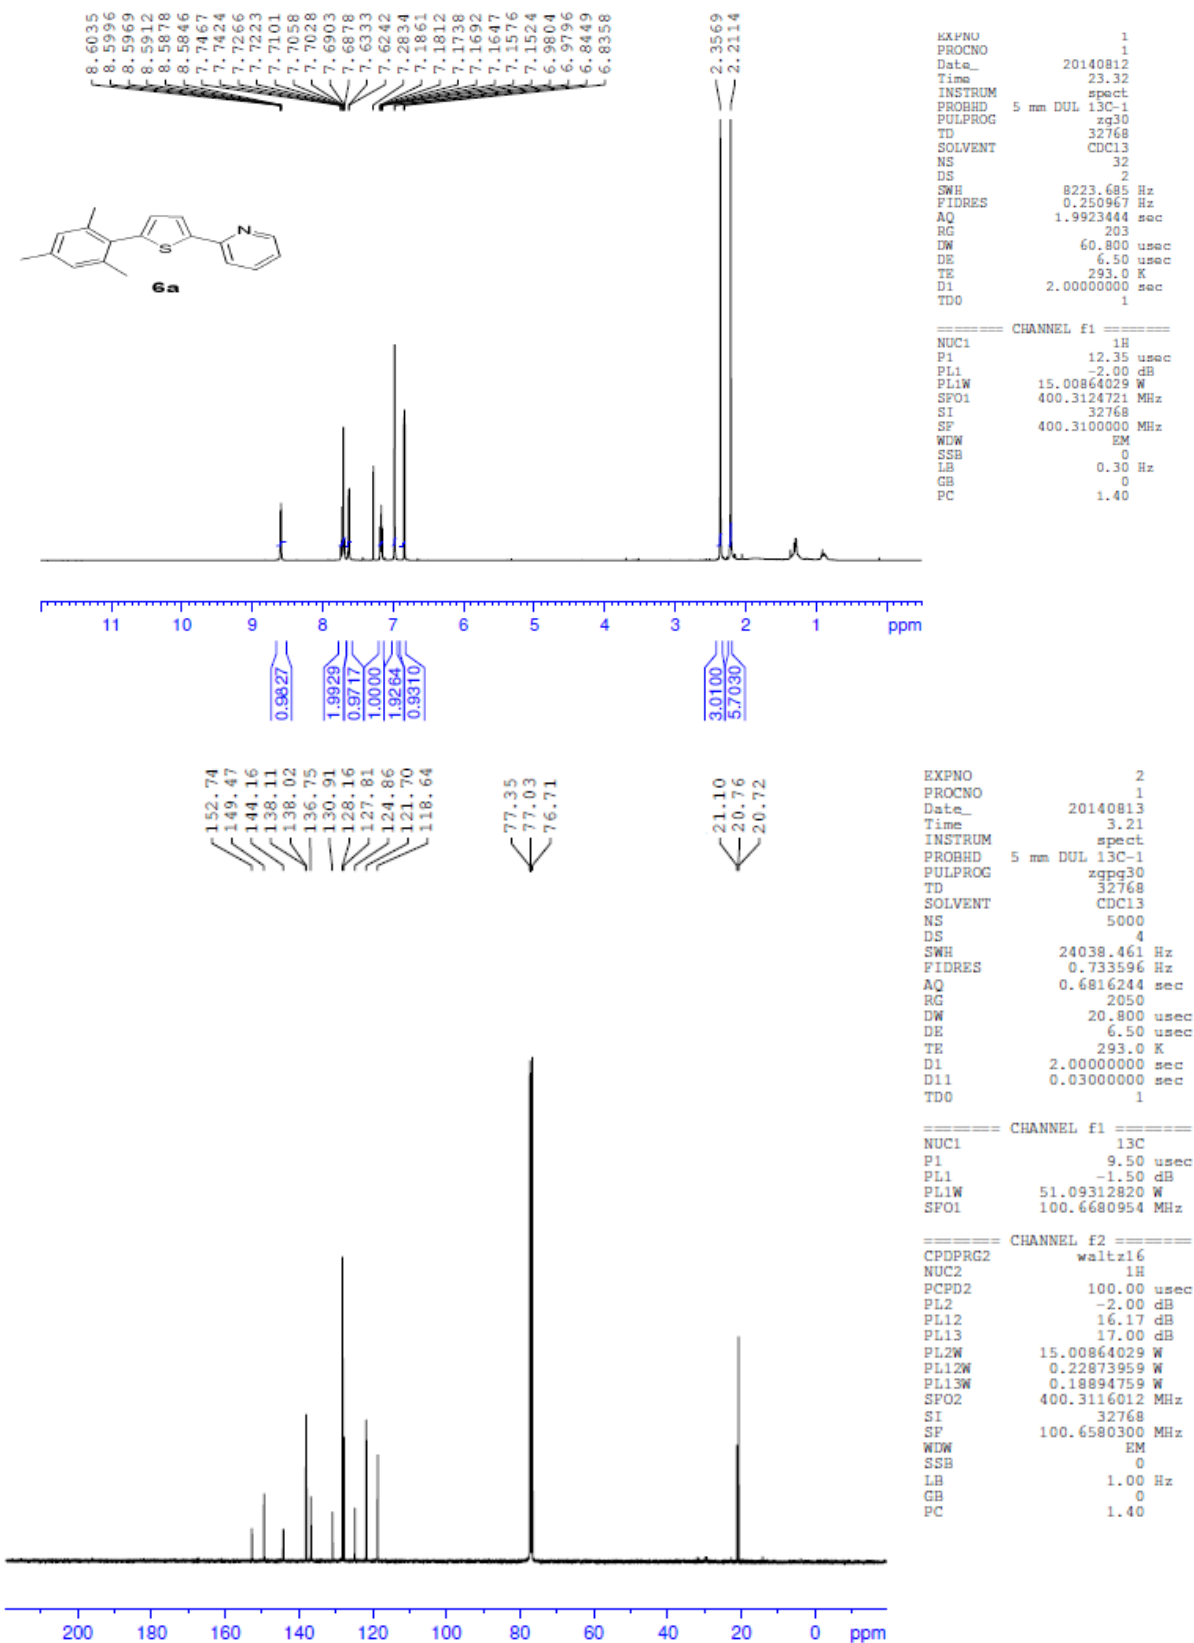 8.6035
8.5996
8.5969
8.5912
8.5878
8.5846
7.7467
7.7424
7.7266
7.7223
7.7101
7.7058
7.7028
7.6903
7.6878
7.6333
7.6242
7.2834
7.1861
7.1812
7.1738
7.1692
7.1647
7.1576
7.1524
6.9804
6.9796
6.8449
6.8358
2.3569
2.2114
EXPNO 1
PROCNO 1
Date_ 20140812
Time 23.32
INSTRUM spect
PROBHD 5 mm DUL 13C-1
PULPROG zg30
TD 32768
SOLVENT CDCl3
NS 32
DS 2
SWH 8223.685 Hz
FIDRES 0.250967 Hz
AQ 1.9923444 sec
RG 203
DW 60.800 usec
DE 6.50 usec
TE 293.0 K
D1 2.00000000 sec
TD0 1
======== CHANNEL f1 ========
NUC1 1H
P1 12.35 usec
PL1 -2.00 dB
PL1W 15.00864029 W
SFO1 400.3124721 MHz
SI 32768
SF 400.3100000 MHz
WDW EM
SSB 0
LB 0.30 Hz
GB 0
PC 1.40
N
S
6a
11 10 9 8 7 6 5 4 3 2 1 ppm
0.9827
1.9929
0.9717
1.0000
1.9264
0.9310
3.0100
5.7030
152.74
149.47
144.16
138.11
138.02
136.75
130.91
128.16
127.81
124.86
121.70
118.64
77.35
77.03
76.71
21.10
20.76
20.72
EXPNO 2
PROCNO 1
Date_ 20140813
Time 3.21
INSTRUM spect
PROBHD 5 mm DUL 13C-1
PULPROG zgpg30
TD 32768
SOLVENT CDCl3
NS 5000
DS 4
SWH 24038.461 Hz
FIDRES 0.733596 Hz
AQ 0.6816244 sec
RG 2050
DW 20.800 usec
DE 6.50 usec
TE 293.0 K
D1 2.00000000 sec
D11 0.03000000 sec
TD0 1
======== CHANNEL f1 ========
NUC1 13C
P1 9.50 usec
PL1 -1.50 dB
PL1W 51.09312820 W
SFO1 100.6680954 MHz
======== CHANNEL f2 ========
CPDPRG2 waltz16
NUC2 1H
PCPD2 100.00 usec
PL2 -2.00 dB
PL12 16.17 dB
PL13 17.00 dB
PL2W 15.00864029 W
PL12W 0.22873959 W
PL13W 0.18894759 W
SFO2 400.3116012 MHz
SI 32768
SF 100.6580300 MHz
WDW EM
SSB 0
LB 1.00 Hz
GB 0
PC 1.40
200 180 160 140 120 100 80 60 40 20 0 ppm